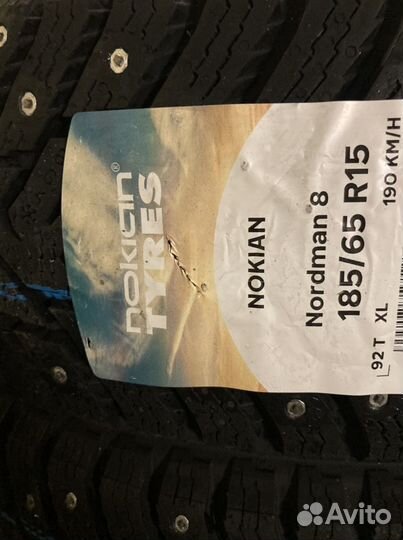 nokian®
TYRES
NOKIAN
Nordman 8
185/65 R15
92 T XL
190 KM/H
Avito